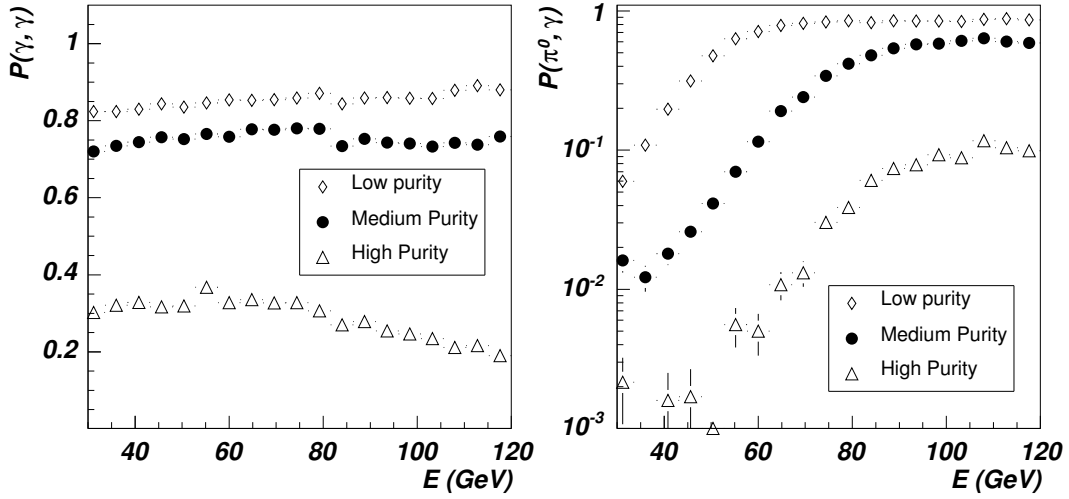 P(γ, γ)
1
0.8
0.6
0.4
0.2
Low purity
Medium Purity
High Purity
40 60 80 100 120
E (GeV)
P(π⁰, γ)
1
10⁻¹
10⁻²
10⁻³
Low purity
Medium Purity
High Purity
40 60 80 100 120
E (GeV)